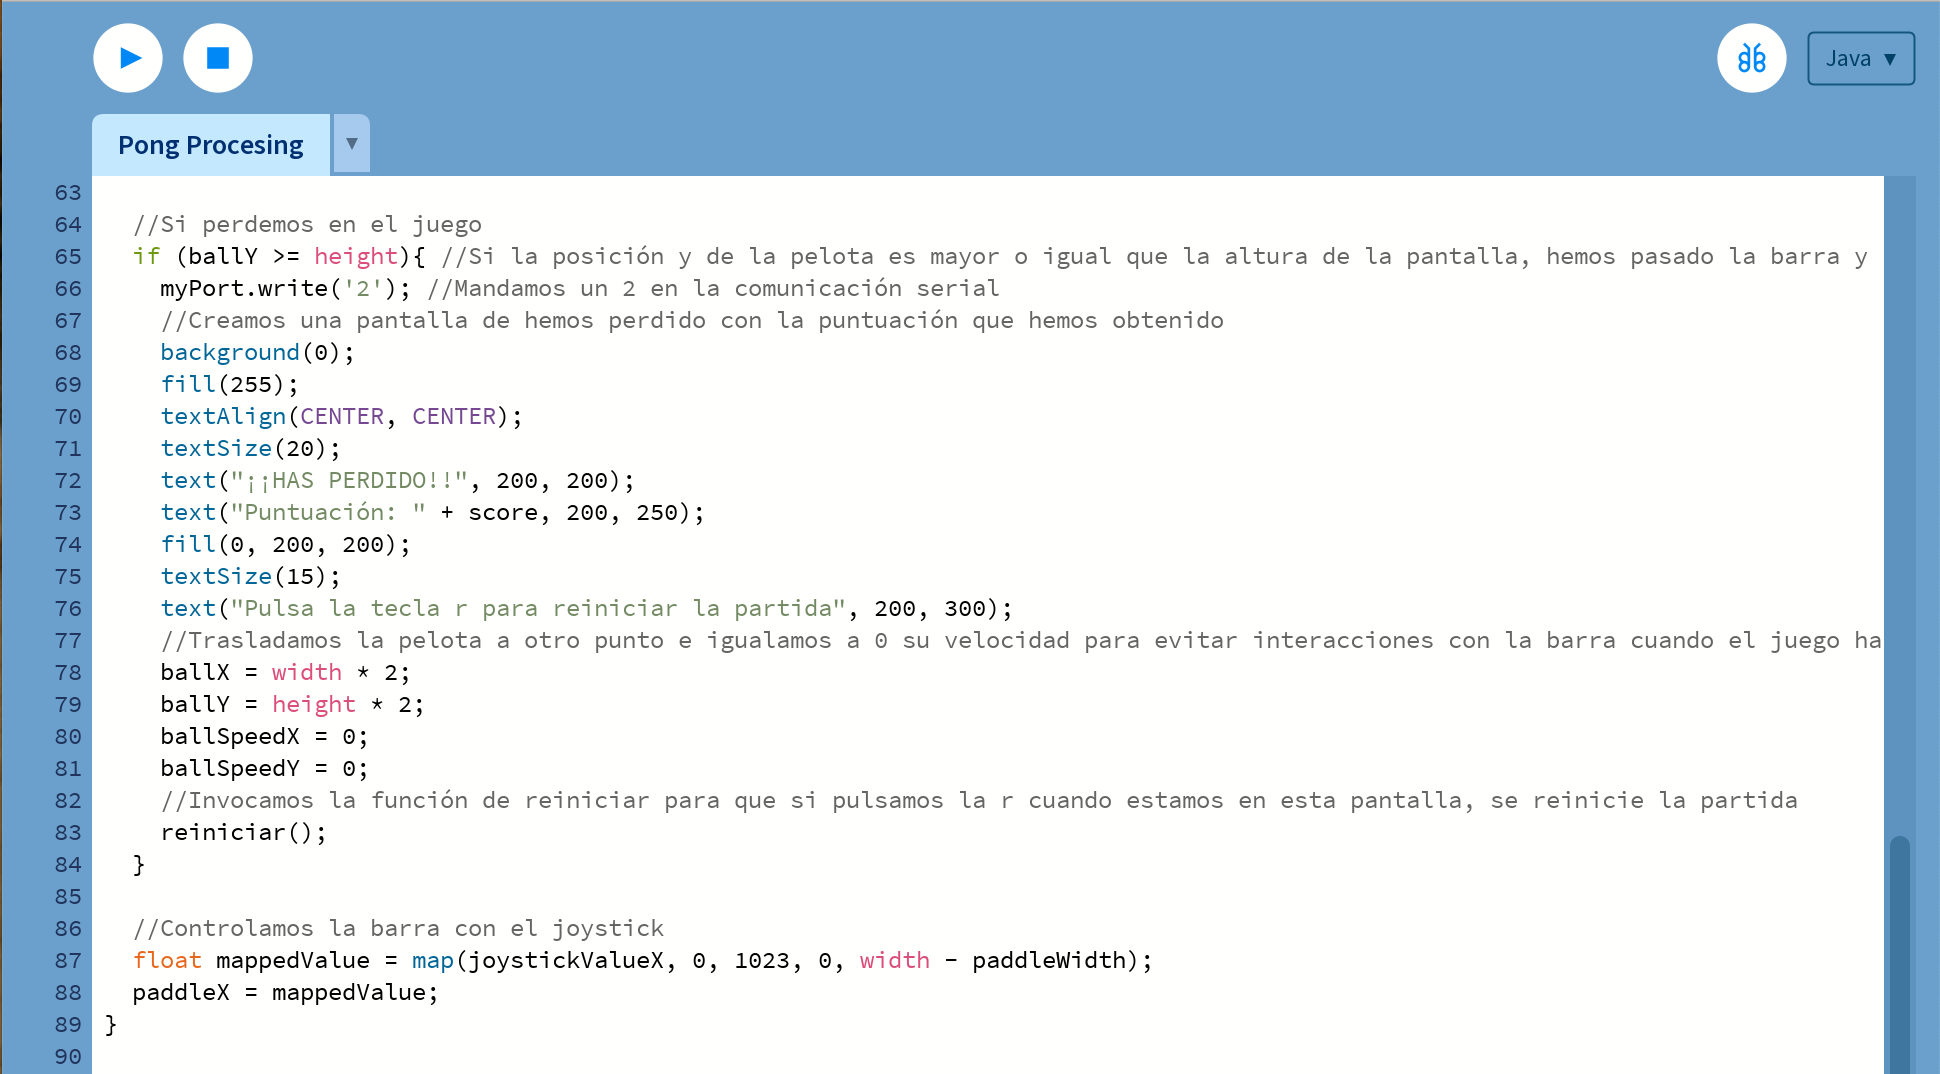 Java ▼
Pong Procesing ▼
63
64 //Si perdemos en el juego
65 if (ballY >= height){ //Si la posición y de la pelota es mayor o igual que la altura de la pantalla, hemos pasado la barra y
66 myPort.write('2'); //Mandamos un 2 en la comunicación serial
67 //Creamos una pantalla de hemos perdido con la puntuación que hemos obtenido
68 background(0);
69 fill(255);
70 textAlign(CENTER, CENTER);
71 textSize(20);
72 text("¡¡HAS PERDIDO!!", 200, 200);
73 text("Puntuación: " + score, 200, 250);
74 fill(0, 200, 200);
75 textSize(15);
76 text("Pulsa la tecla r para reiniciar la partida", 200, 300);
77 //Trasladamos la pelota a otro punto e igualamos a 0 su velocidad para evitar interacciones con la barra cuando el juego ha
78 ballX = width * 2;
79 ballY = height * 2;
80 ballSpeedX = 0;
81 ballSpeedY = 0;
82 //Invocamos la función de reiniciar para que si pulsamos la r cuando estamos en esta pantalla, se reinicie la partida
83 reiniciar();
84 }
85
86 //Controlamos la barra con el joystick
87 float mappedValue = map(joystickValueX, 0, 1023, 0, width - paddleWidth);
88 paddleX = mappedValue;
89 }
90